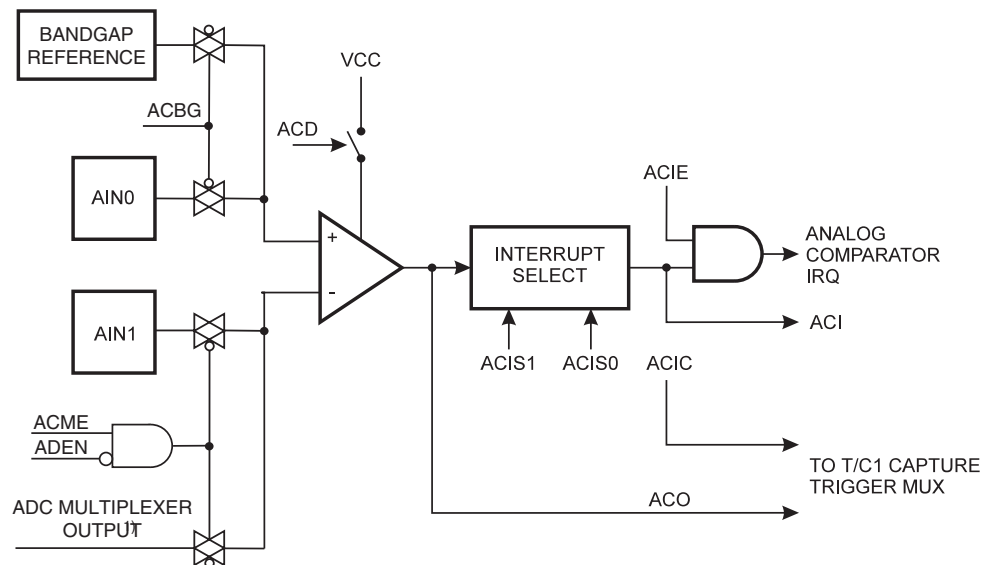 BANDGAP
REFERENCE
VCC
ACBG
ACD
AIN0
ACIE
+
INTERRUPT
SELECT
ANALOG
COMPARATOR
IRQ
-
AIN1
ACI
ACIS1
ACIS0
ACIC
ACME
ADEN
TO T/C1 CAPTURE
TRIGGER MUX
ADC MULTIPLEXER
OUTPUT
1)
ACO